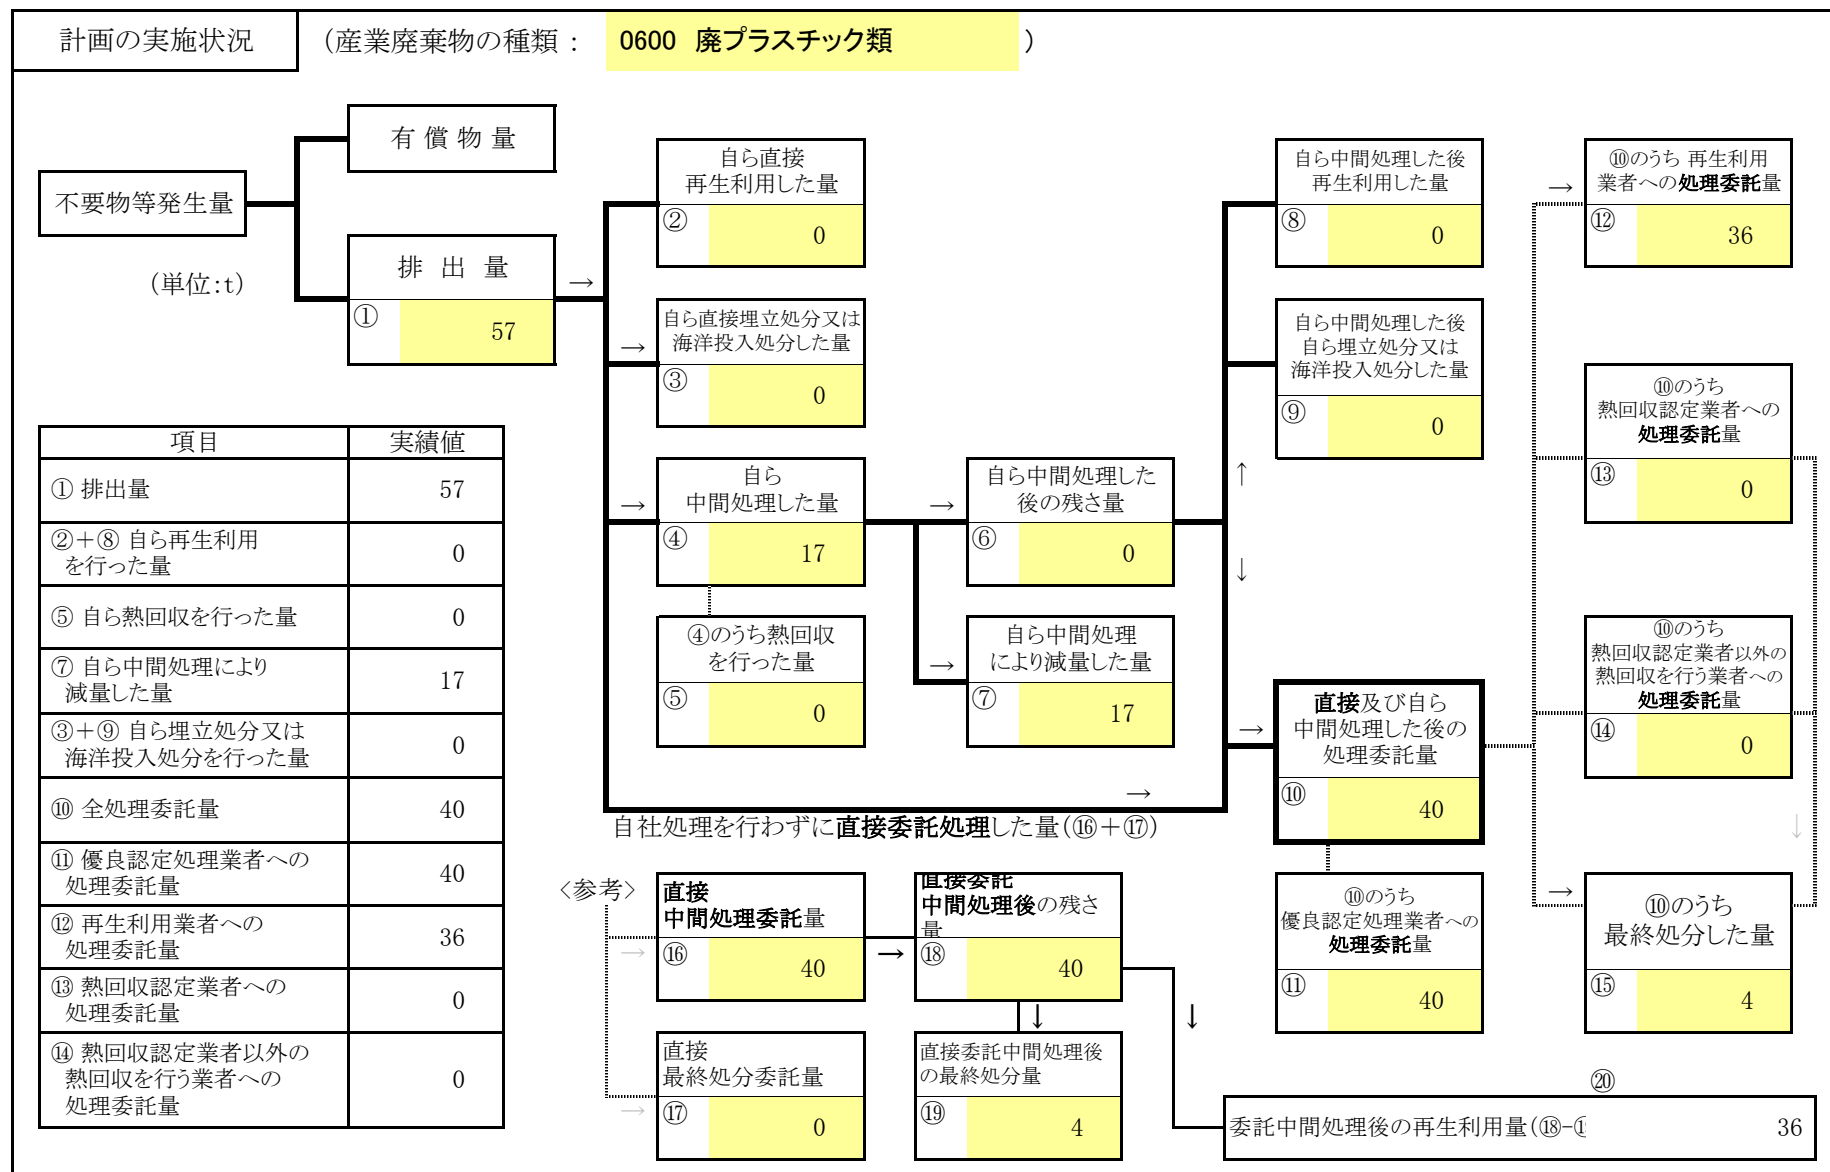 計画の実施状況
（産業廃棄物の種類： 0600 廃プラスチック類 ）
有 償 物 量
不要物等発生量
排 出 量
① 57
（単位:t）
→
自ら直接
再生利用した量
② 0
→
自ら直接埋立処分又は
海洋投入処分した量
③ 0
→
自ら
中間処理した量
④ 17
④のうち熱回収
を行った量
⑤ 0
→
自ら中間処理した
後の残さ量
⑥ 0
→
自ら中間処理
により減量した量
⑦ 17
自ら中間処理した後
再生利用した量
⑧ 0
自ら中間処理した後
自ら埋立処分又は
海洋投入処分した量
⑨ 0
↑
↓
→
直接及び自ら
中間処理した後の
処理委託量
⑩ 40
⑩のうち
優良認定処理業者への
処理委託量
⑪ 40
→
⑩のうち 再生利用
業者への処理委託量
⑫ 36
⑩のうち
熱回収認定業者への
処理委託量
⑬ 0
⑩のうち
熱回収認定業者以外の
熱回収を行う業者への
処理委託量
⑭ 0
↓
→
⑩のうち
最終処分した量
⑮ 4
→
自社処理を行わずに直接委託処理した量（⑯＋⑰）
〈参考〉
→
直接
中間処理委託量
⑯ 40
→
直接委託
中間処理後の残さ
量
⑱ 40
↓
↓
→
直接
最終処分委託量
⑰ 0
直接委託中間処理後
の最終処分量
⑲ 4
⑳
委託中間処理後の再生利用量（⑱− 36
項目 実績値
① 排出量 57
②＋⑧ 自ら再生利用
を行った量 0
⑤ 自ら熱回収を行った量 0
⑦ 自ら中間処理により
減量した量 17
③＋⑨ 自ら埋立処分又は
海洋投入処分を行った量 0
⑩ 全処理委託量 40
⑪ 優良認定処理業者への
処理委託量 40
⑫ 再生利用業者への
処理委託量 36
⑬ 熱回収認定業者への
処理委託量 0
⑭ 熱回収認定業者以外の
熱回収を行う業者への
処理委託量 0